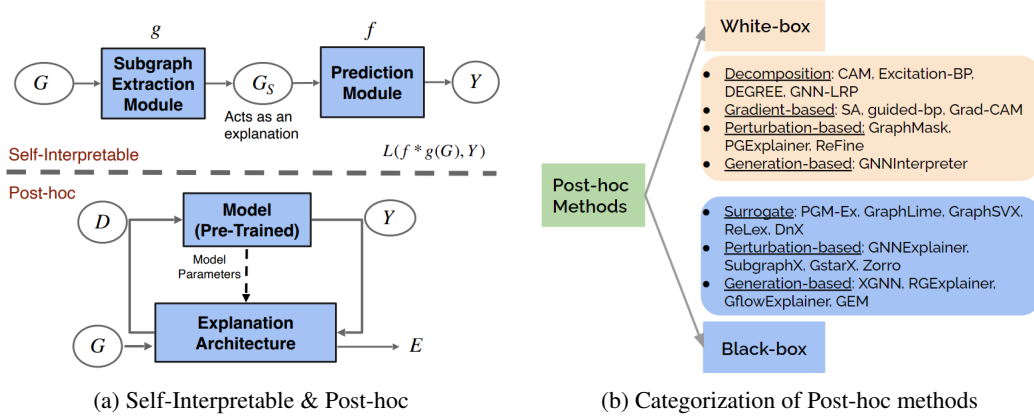 g
f
G
Subgraph
Extraction
Module
G_S
Prediction
Module
Y
Acts as an
explanation
Self-Interpretable
L(f * g(G), Y)
Post-hoc
D
Model
(Pre-Trained)
Y
Model
Parameters
G
Explanation
Architecture
E
(a) Self-Interpretable & Post-hoc
White-box
• Decomposition: CAM, Excitation-BP,
DEGREE, GNN-LRP
• Gradient-based: SA, guided-bp, Grad-CAM
• Perturbation-based: GraphMask,
PGExplainer, ReFine
• Generation-based: GNNInterpreter
Post-hoc
Methods
• Surrogate: PGM-Ex, GraphLime, GraphSVX,
ReLex, DnX
• Perturbation-based: GNNExplainer,
SubgraphX, GstarX, Zorro
• Generation-based: XGNN, RGExplainer,
GflowExplainer, GEM
Black-box
(b) Categorization of Post-hoc methods